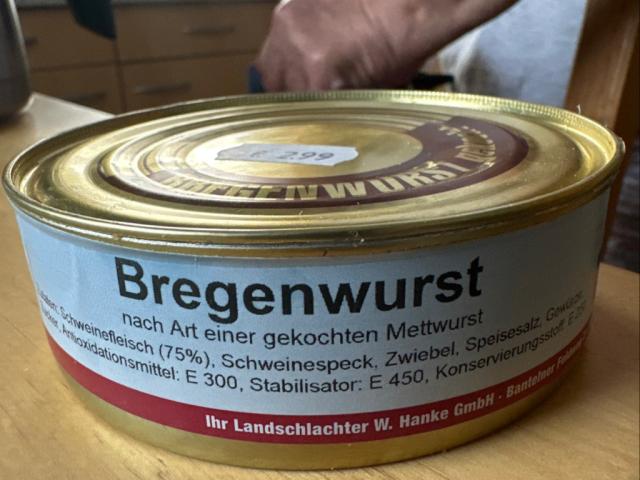 € 2.99
BREGENWURST
Bregenwurst
nach Art einer gekochten Mettwurst
Schweinefleisch (75%), Schweinespeck, Zwiebel, Speisesalz, Gewürze,
Antioxidationsmittel: E 300, Stabilisator: E 450, Konservierungsstoff: E
Ihr Landschlachter W. Hanke GmbH · Bantelner